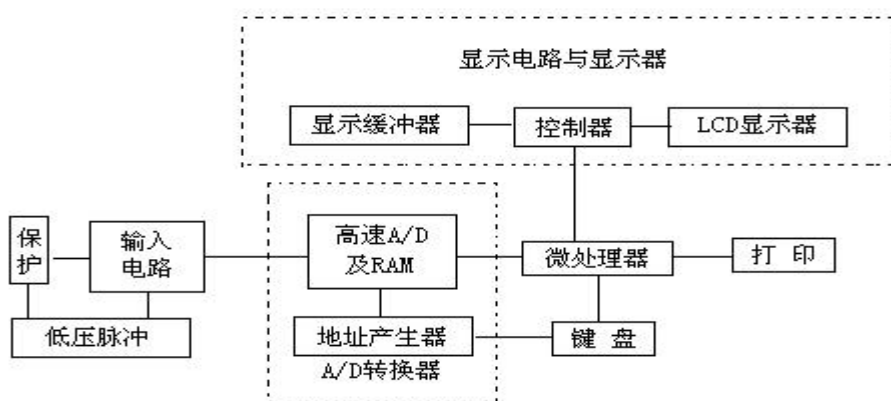 显示电路与显示器
显示缓冲器
控制器
LCD显示器
保
护
输入
电路
高速A/D
及RAM
微处理器
打 印
低压脉冲
地址产生器
键 盘
A/D转换器